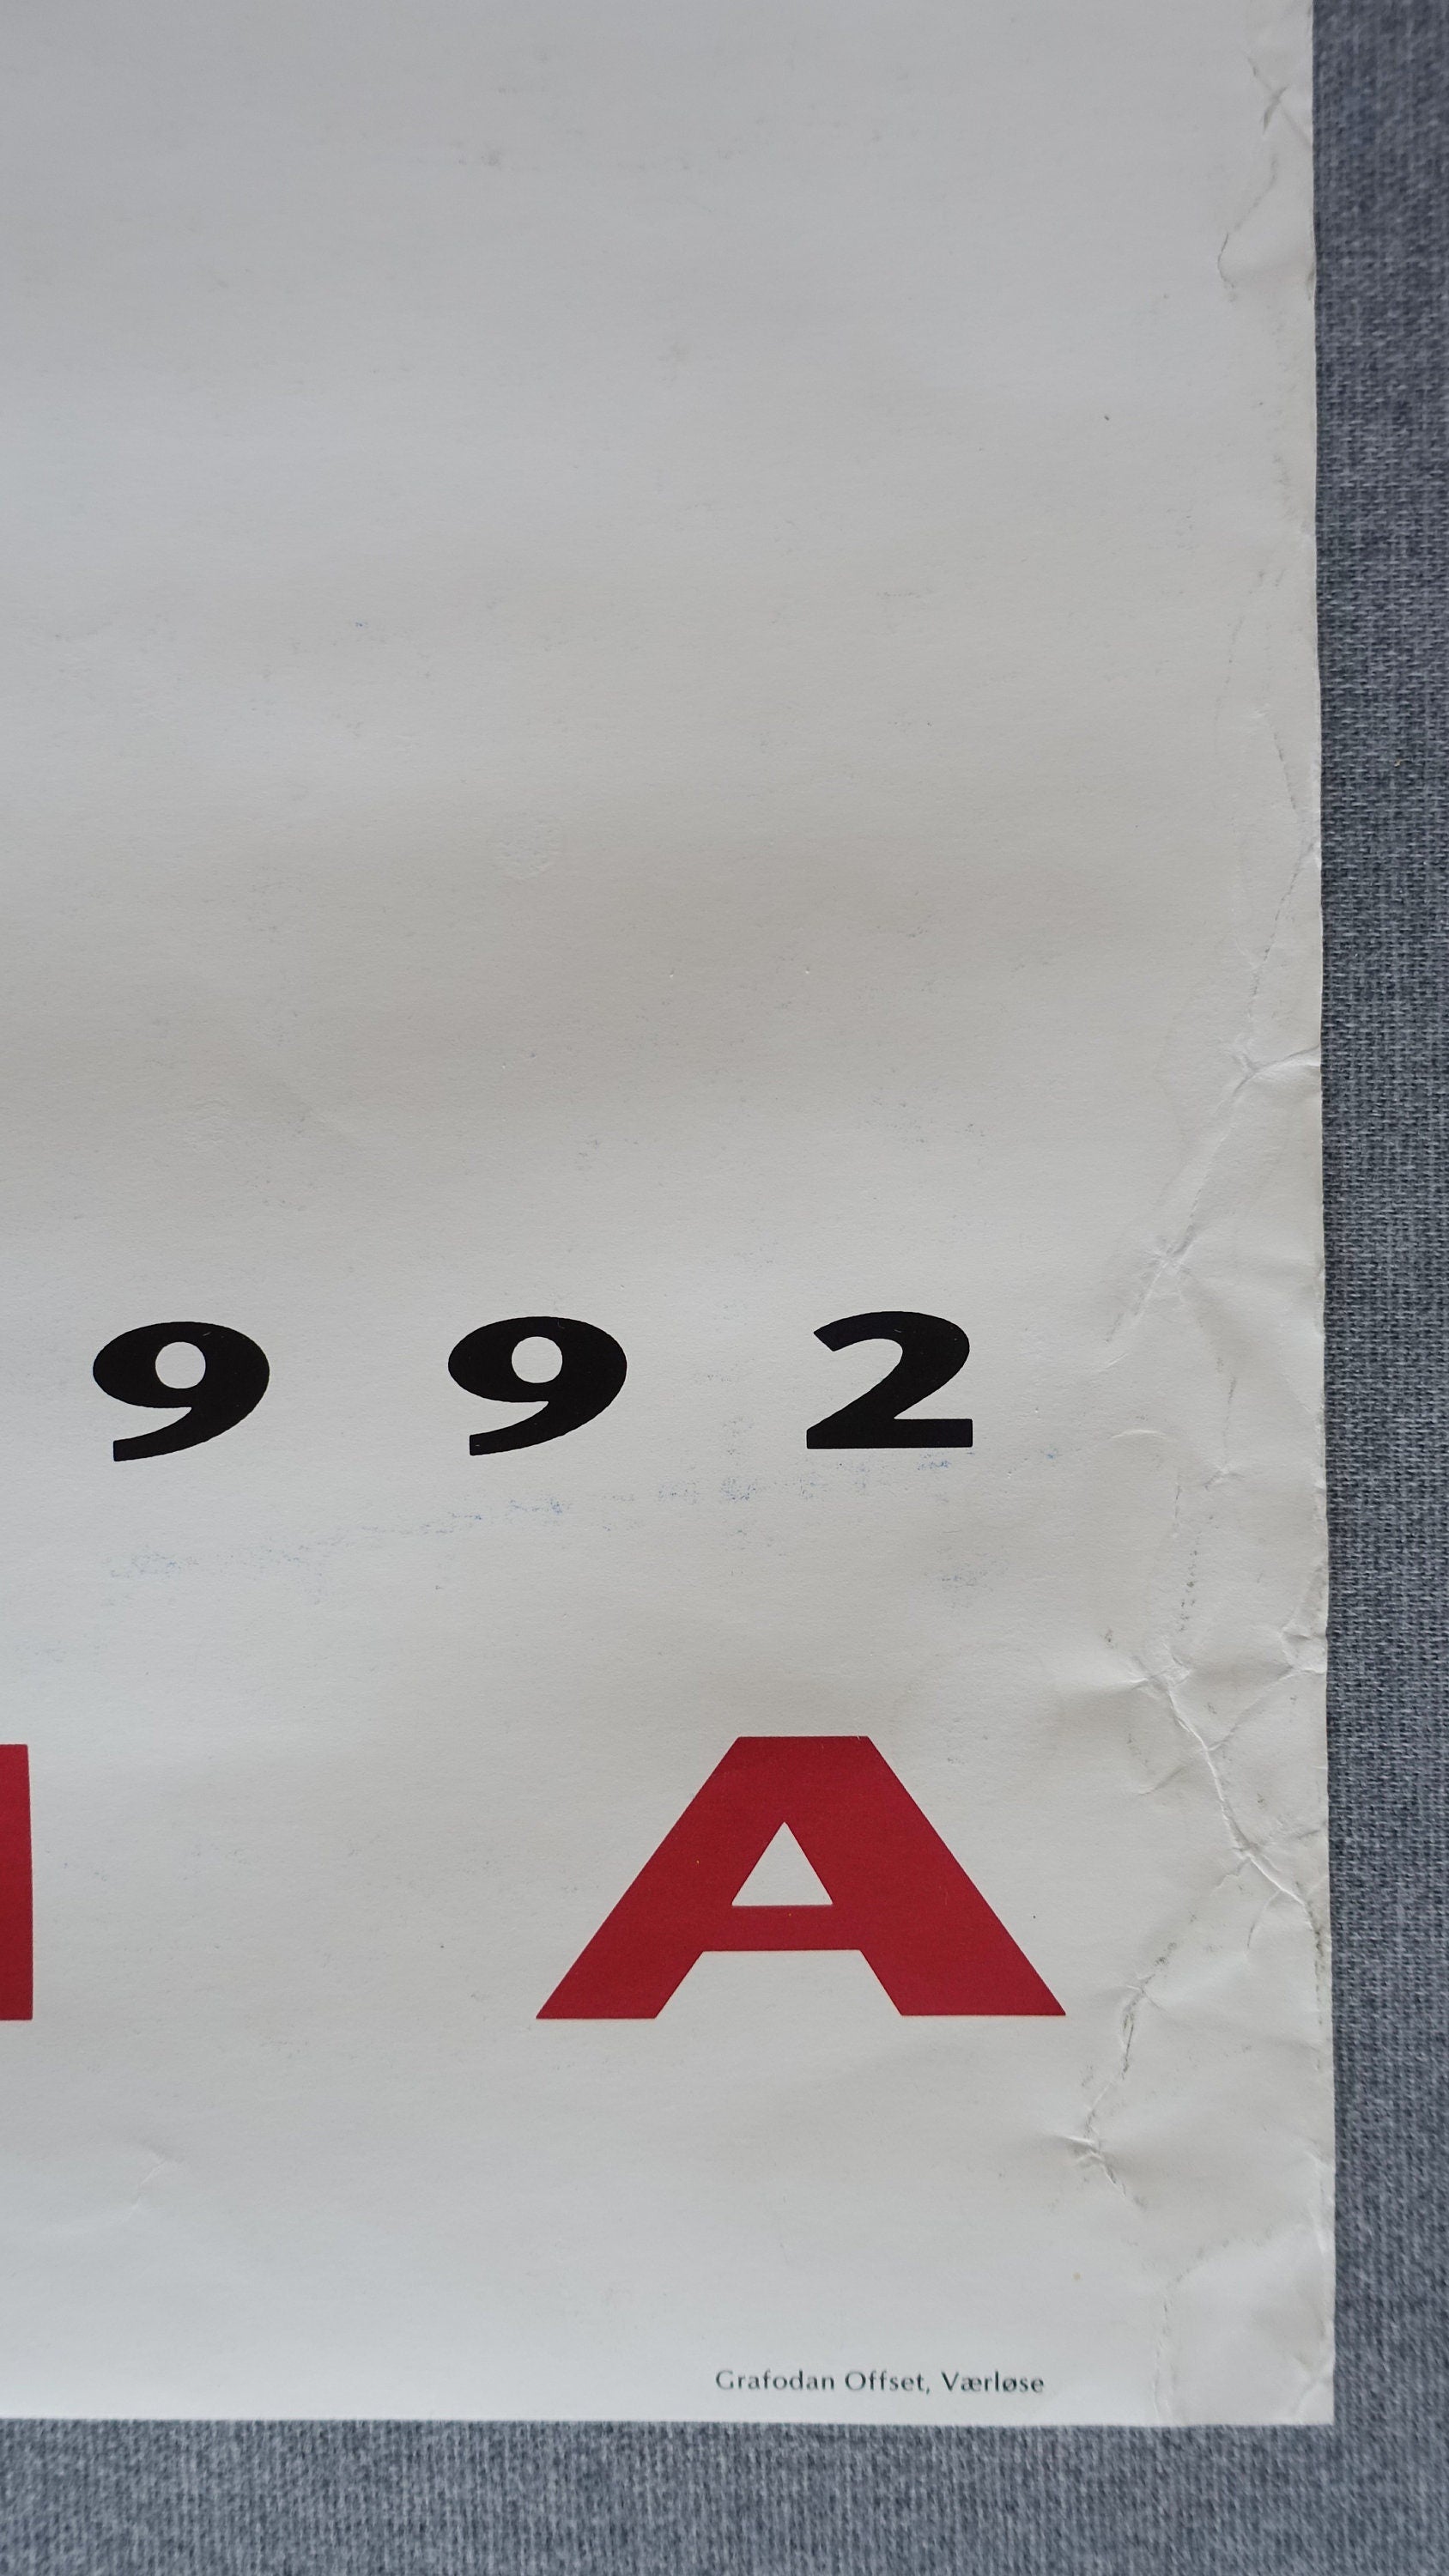 992
A
Grafodan Offset, Værløse